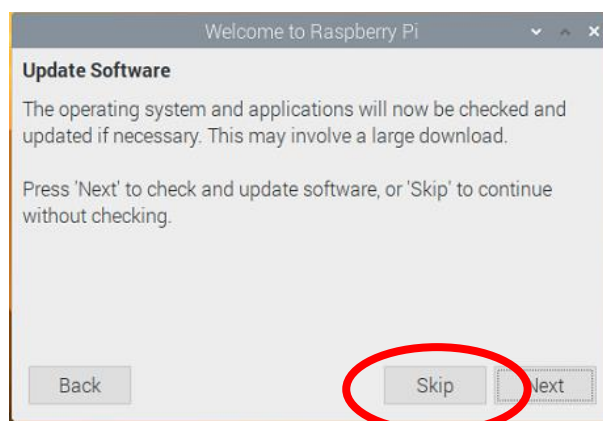 Welcome to Raspberry Pi
Update Software
The operating system and applications will now be checked and
updated if necessary. This may involve a large download.
Press 'Next' to check and update software, or 'Skip' to continue
without checking.
Back Skip Next